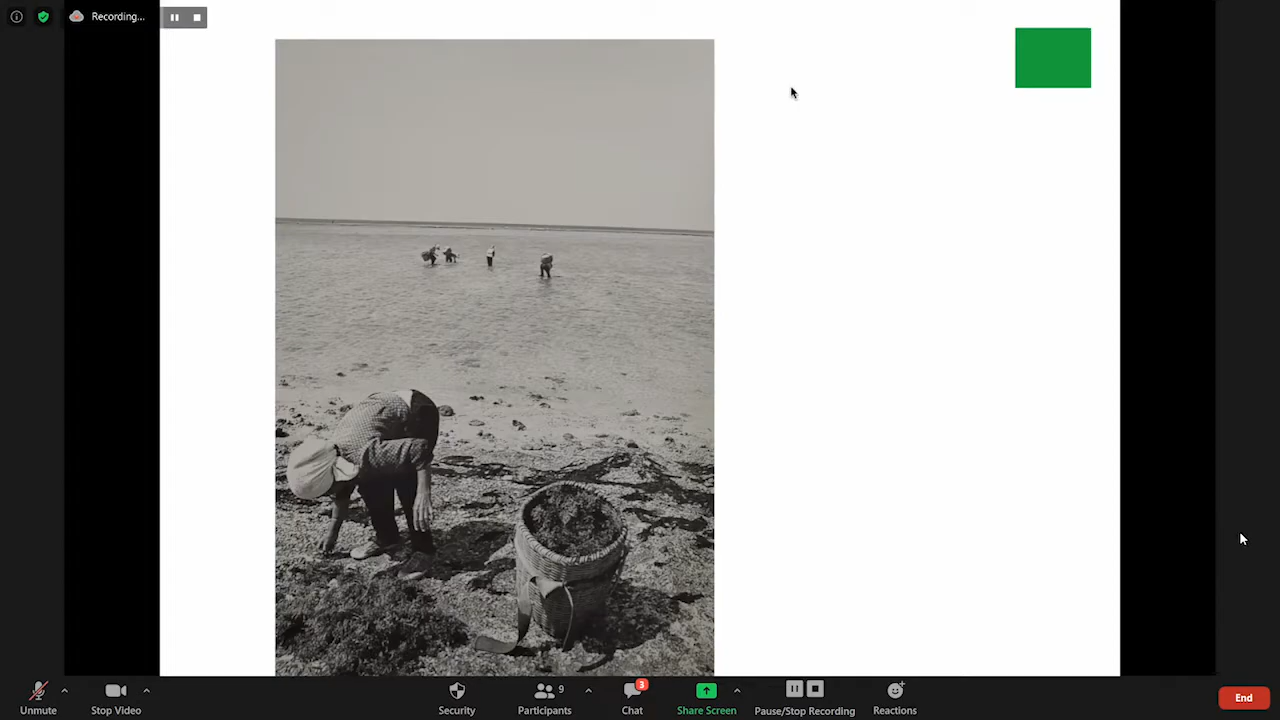 Recording...
9
3
Unmute
Stop Video
Security
Participants
Chat
Share Screen
Pause/Stop Recording
Reactions
End